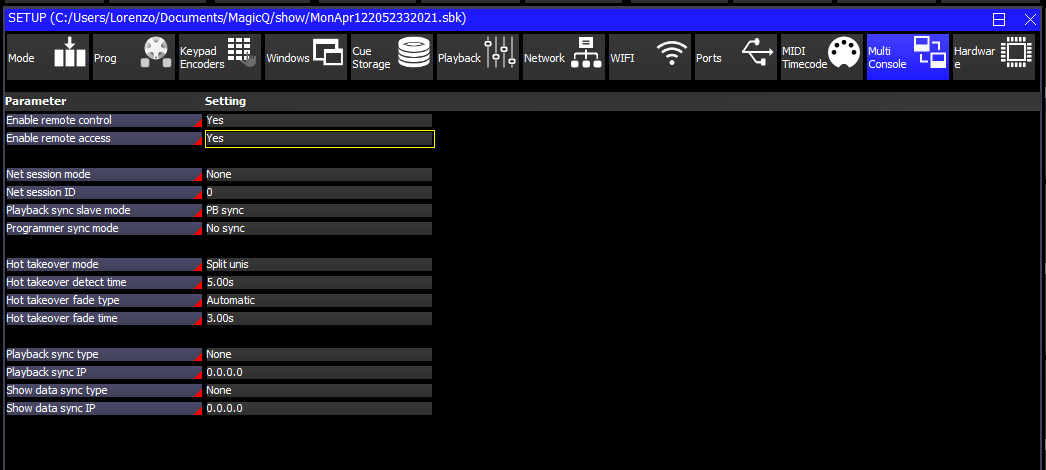 SETUP (C:/Users/Lorenzo/Documents/MagicQ/show/MonApr122052332021.sbk)
Mode Prog Keypad Encoders Windows Cue Storage Playback Network WIFI Ports MIDI Timecode Multi Console Hardwar e
Parameter Setting
Enable remote control Yes
Enable remote access Yes
Net session mode None
Net session ID 0
Playback sync slave mode PB sync
Programmer sync mode No sync
Hot takeover mode Split unis
Hot takeover detect time 5.00s
Hot takeover fade type Automatic
Hot takeover fade time 3.00s
Playback sync type None
Playback sync IP 0.0.0.0
Show data sync type None
Show data sync IP 0.0.0.0